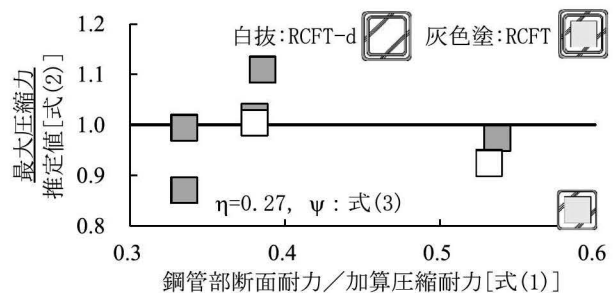 白抜:RCFT-d 灰色塗:RCFT
最大圧縮力
推定値[式(2)]
1.2
1.1
1.0
0.9
0.8
η=0.27, ψ:式(3)
0.3 0.4 0.5 0.6
鋼管部断面耐力/加算圧縮耐力[式(1)]